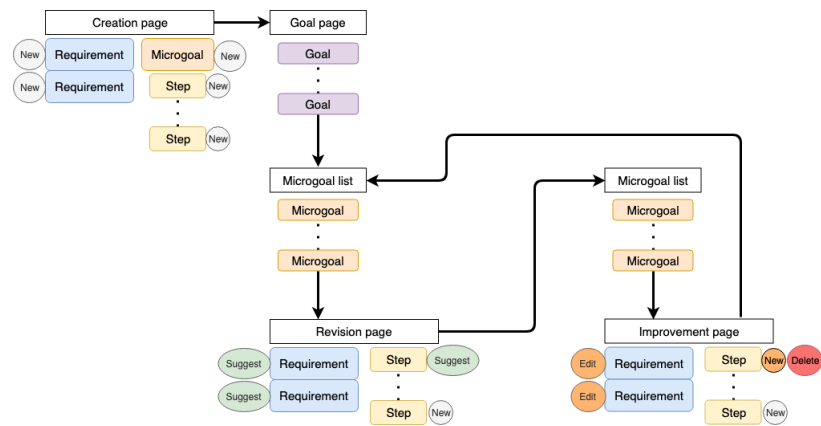 Creation page
Goal page
New
Requirement
Microgoal
New
New
Requirement
Step
New
Step
New
Goal
Goal
Microgoal list
Microgoal
Microgoal
Microgoal list
Microgoal
Microgoal
Revision page
Suggest
Requirement
Step
Suggest
Suggest
Requirement
Step
New
Improvement page
Edit
Requirement
Step
New
Delete
Edit
Requirement
Step
New